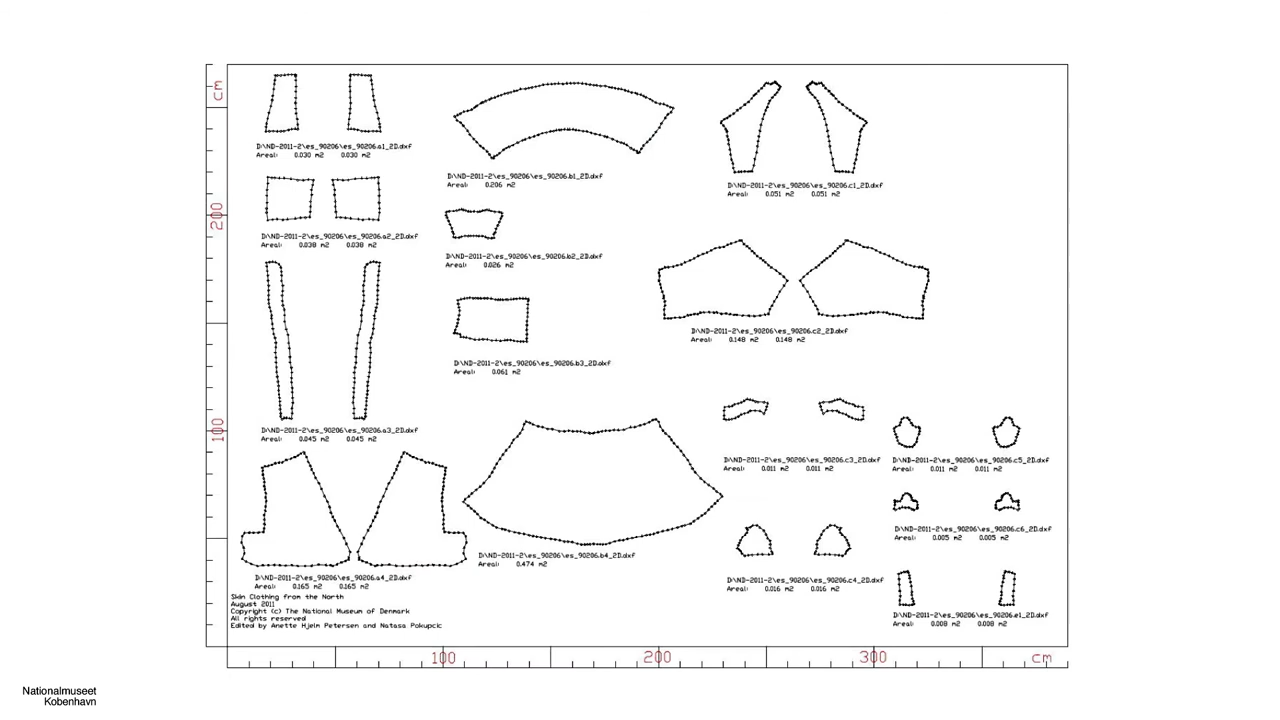 cm
200
100
D:\ND-2011-2\es_90206\es_90206.a1_2D.dxf
Areal: 0.030 m2 0.030 m2
D:\ND-2011-2\es_90206\es_90206.b1_2D.dxf
Areal: 0.206 m2
D:\ND-2011-2\es_90206\es_90206.c1_2D.dxf
Areal: 0.051 m2 0.051 m2
D:\ND-2011-2\es_90206\es_90206.a2_2D.dxf
Areal: 0.038 m2 0.038 m2
D:\ND-2011-2\es_90206\es_90206.b2_2D.dxf
Areal: 0.026 m2
D:\ND-2011-2\es_90206\es_90206.c2_2D.dxf
Areal: 0.148 m2 0.148 m2
D:\ND-2011-2\es_90206\es_90206.b3_2D.dxf
Areal: 0.061 m2
D:\ND-2011-2\es_90206\es_90206.a3_2D.dxf
Areal: 0.045 m2 0.045 m2
D:\ND-2011-2\es_90206\es_90206.c3_2D.dxf
Areal: 0.011 m2 0.011 m2
D:\ND-2011-2\es_90206\es_90206.c5_2D.dxf
Areal: 0.011 m2 0.011 m2
D:\ND-2011-2\es_90206\es_90206.c6_2D.dxf
Areal: 0.005 m2 0.005 m2
D:\ND-2011-2\es_90206\es_90206.b4_2D.dxf
Areal: 0.474 m2
D:\ND-2011-2\es_90206\es_90206.a4_2D.dxf
Areal: 0.165 m2 0.165 m2
D:\ND-2011-2\es_90206\es_90206.c4_2D.dxf
Areal: 0.016 m2 0.016 m2
D:\ND-2011-2\es_90206\es_90206.e1_2D.dxf
Areal: 0.008 m2 0.008 m2
Skin Clothing from the North
August 2011
Copyright (c) The National Museum of Denmark
All rights reserved
Edited by Anette Hjelm Petersen and Natasa Pokupcic
100 200 300 cm
Nationalmuseet
Kobenhavn